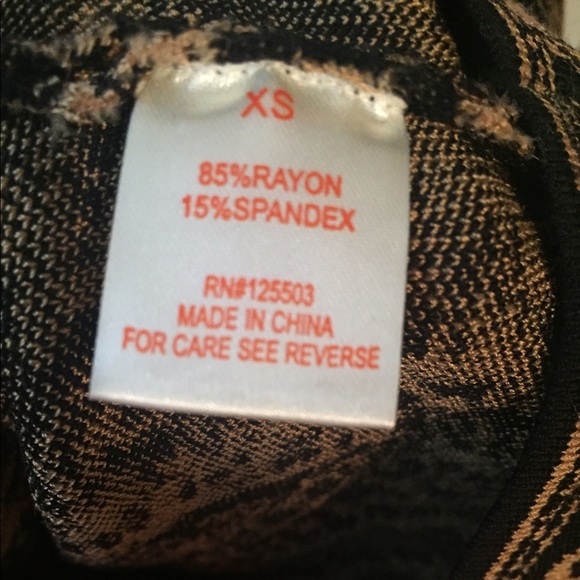 XS
85%RAYON
15%SPANDEX
RN#125503
MADE IN CHINA
FOR CARE SEE REVERSE